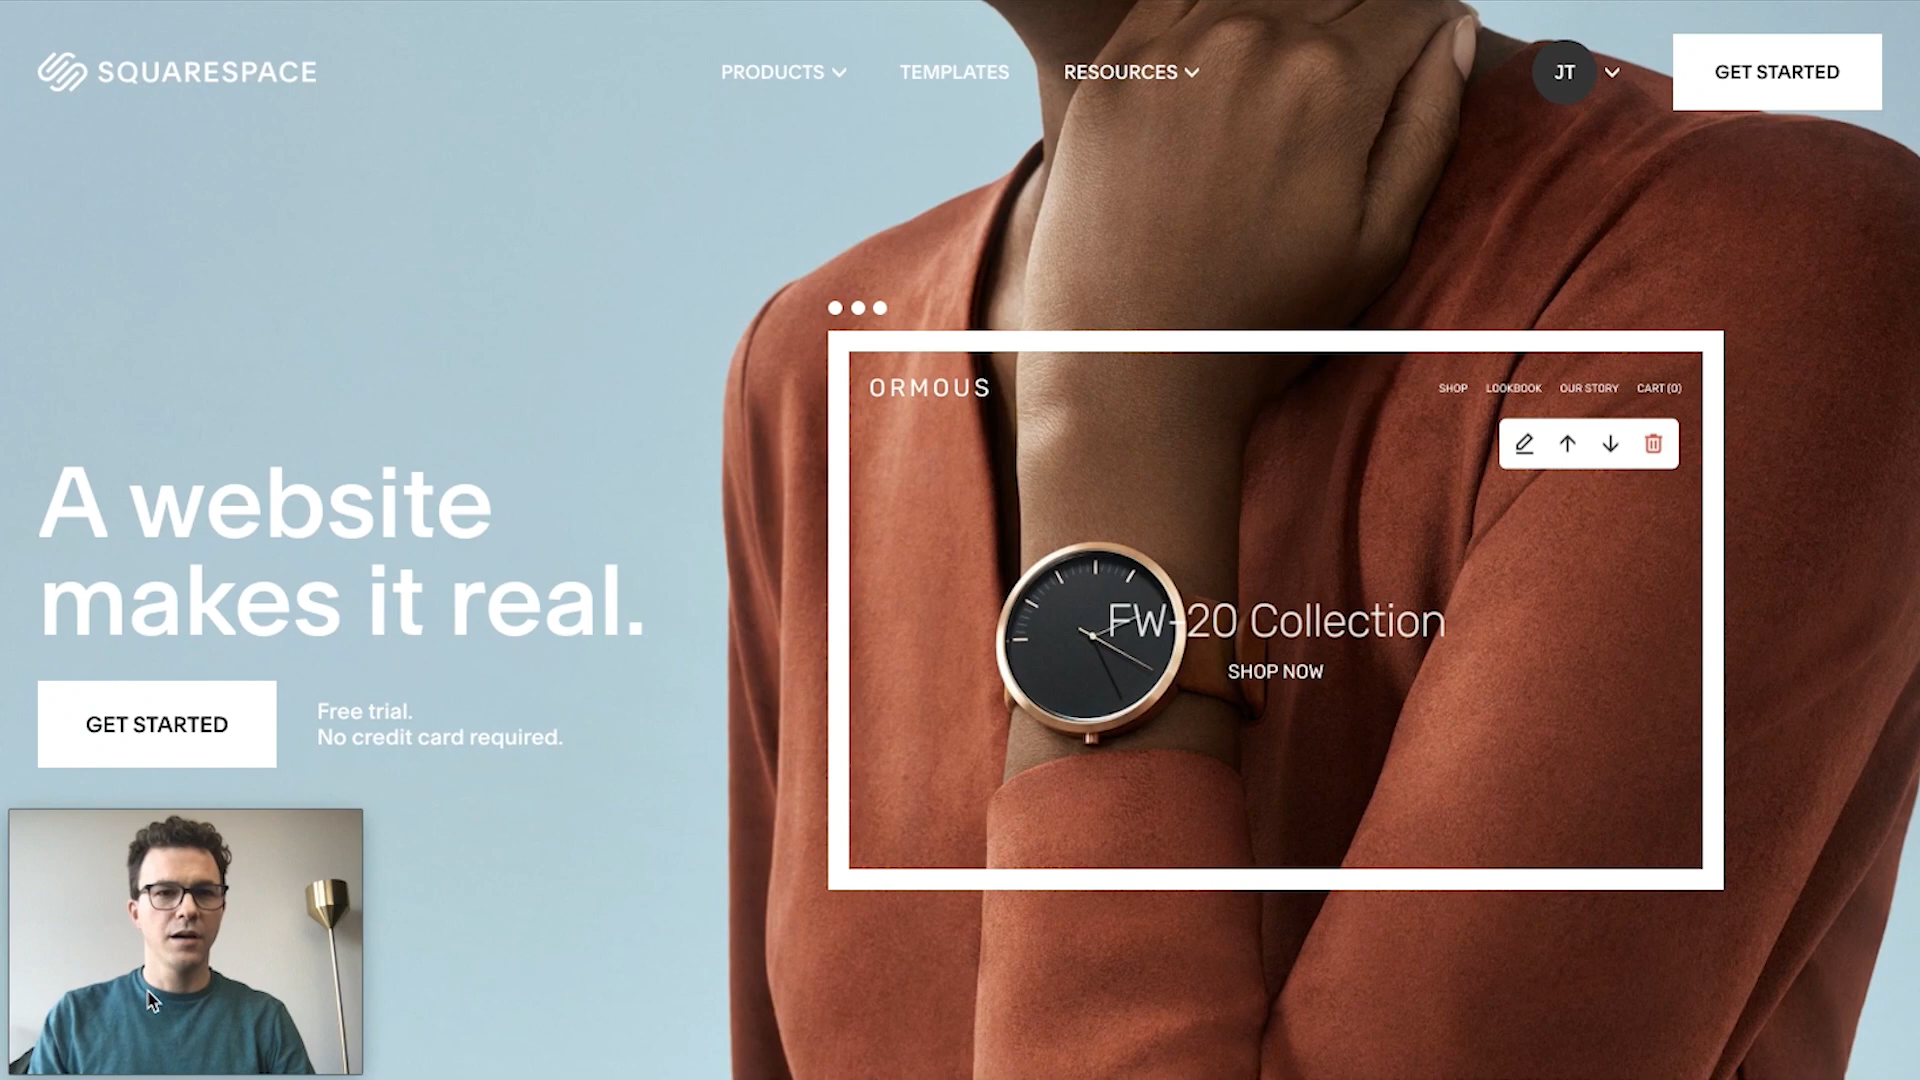 SQUARESPACE
PRODUCTS
TEMPLATES
RESOURCES
JT
GET STARTED
ORMOUS
SHOP
LOOKBOOK
OUR STORY
CART (0)
A website
makes it real.
FW-20 Collection
SHOP NOW
GET STARTED
Free trial.
No credit card required.